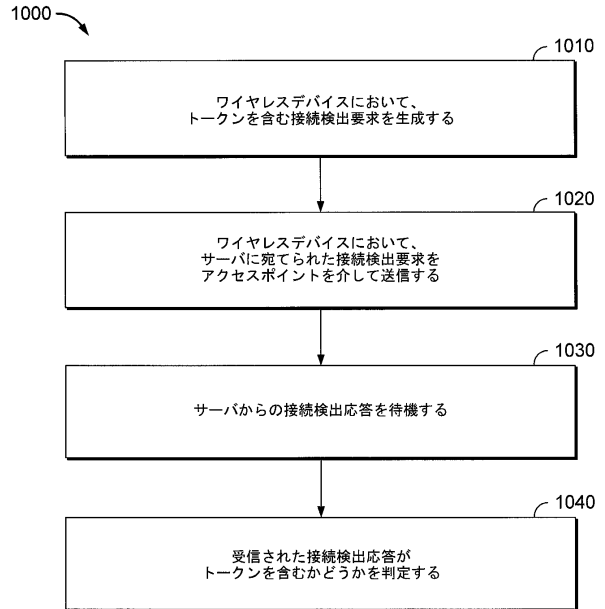 1000
1010
ワイヤレスデバイスにおいて、
トークンを含む接続検出要求を生成する
1020
ワイヤレスデバイスにおいて、
サーバに宛てられた接続検出要求を
アクセスポイントを介して送信する
1030
サーバからの接続検出応答を待機する
1040
受信された接続検出応答が
トークンを含むかどうかを判定する